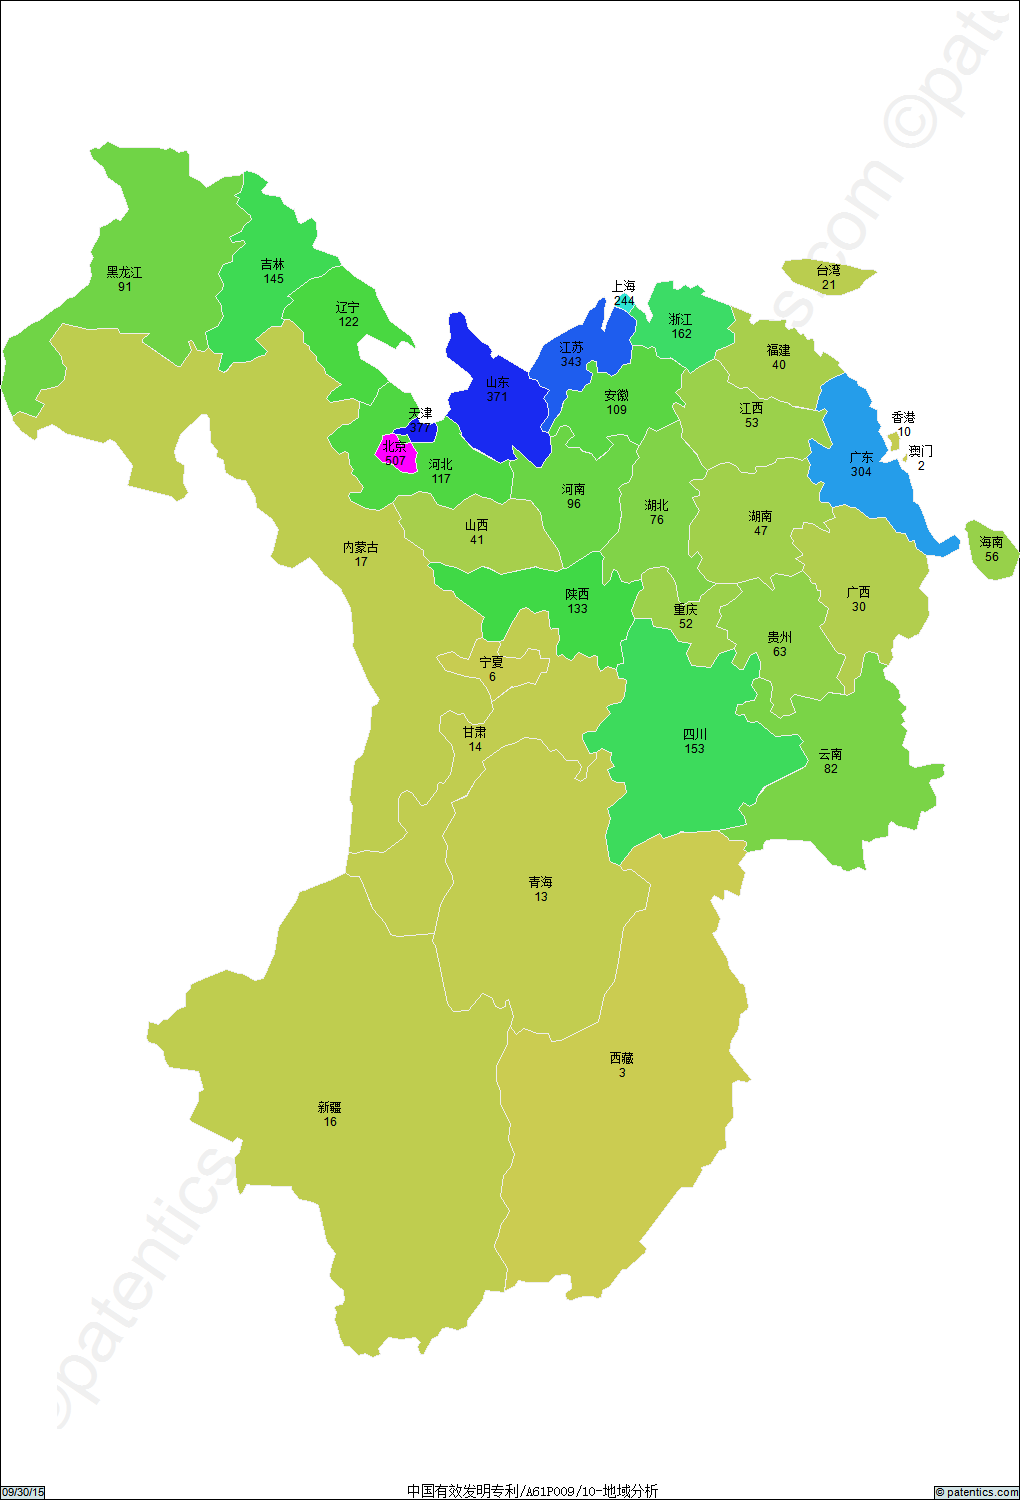 ©patentics.com ©pate
黑龙江
91
吉林
145
辽宁
122
台湾
21
上海
244
浙江
162
江苏
343
福建
40
山东
371
安徽
109
江西
53
天津
377
香港
10
北京
507
河北
117
澳门
2
广东
304
河南
96
湖北
76
湖南
47
山西
41
内蒙古
17
海南
56
陕西
133
重庆
52
广西
30
贵州
63
宁夏
6
甘肃
14
四川
153
云南
82
青海
13
西藏
3
新疆
16
09/30/15
中国有效发明专利/A61P009/10-地域分析
© patentics.com